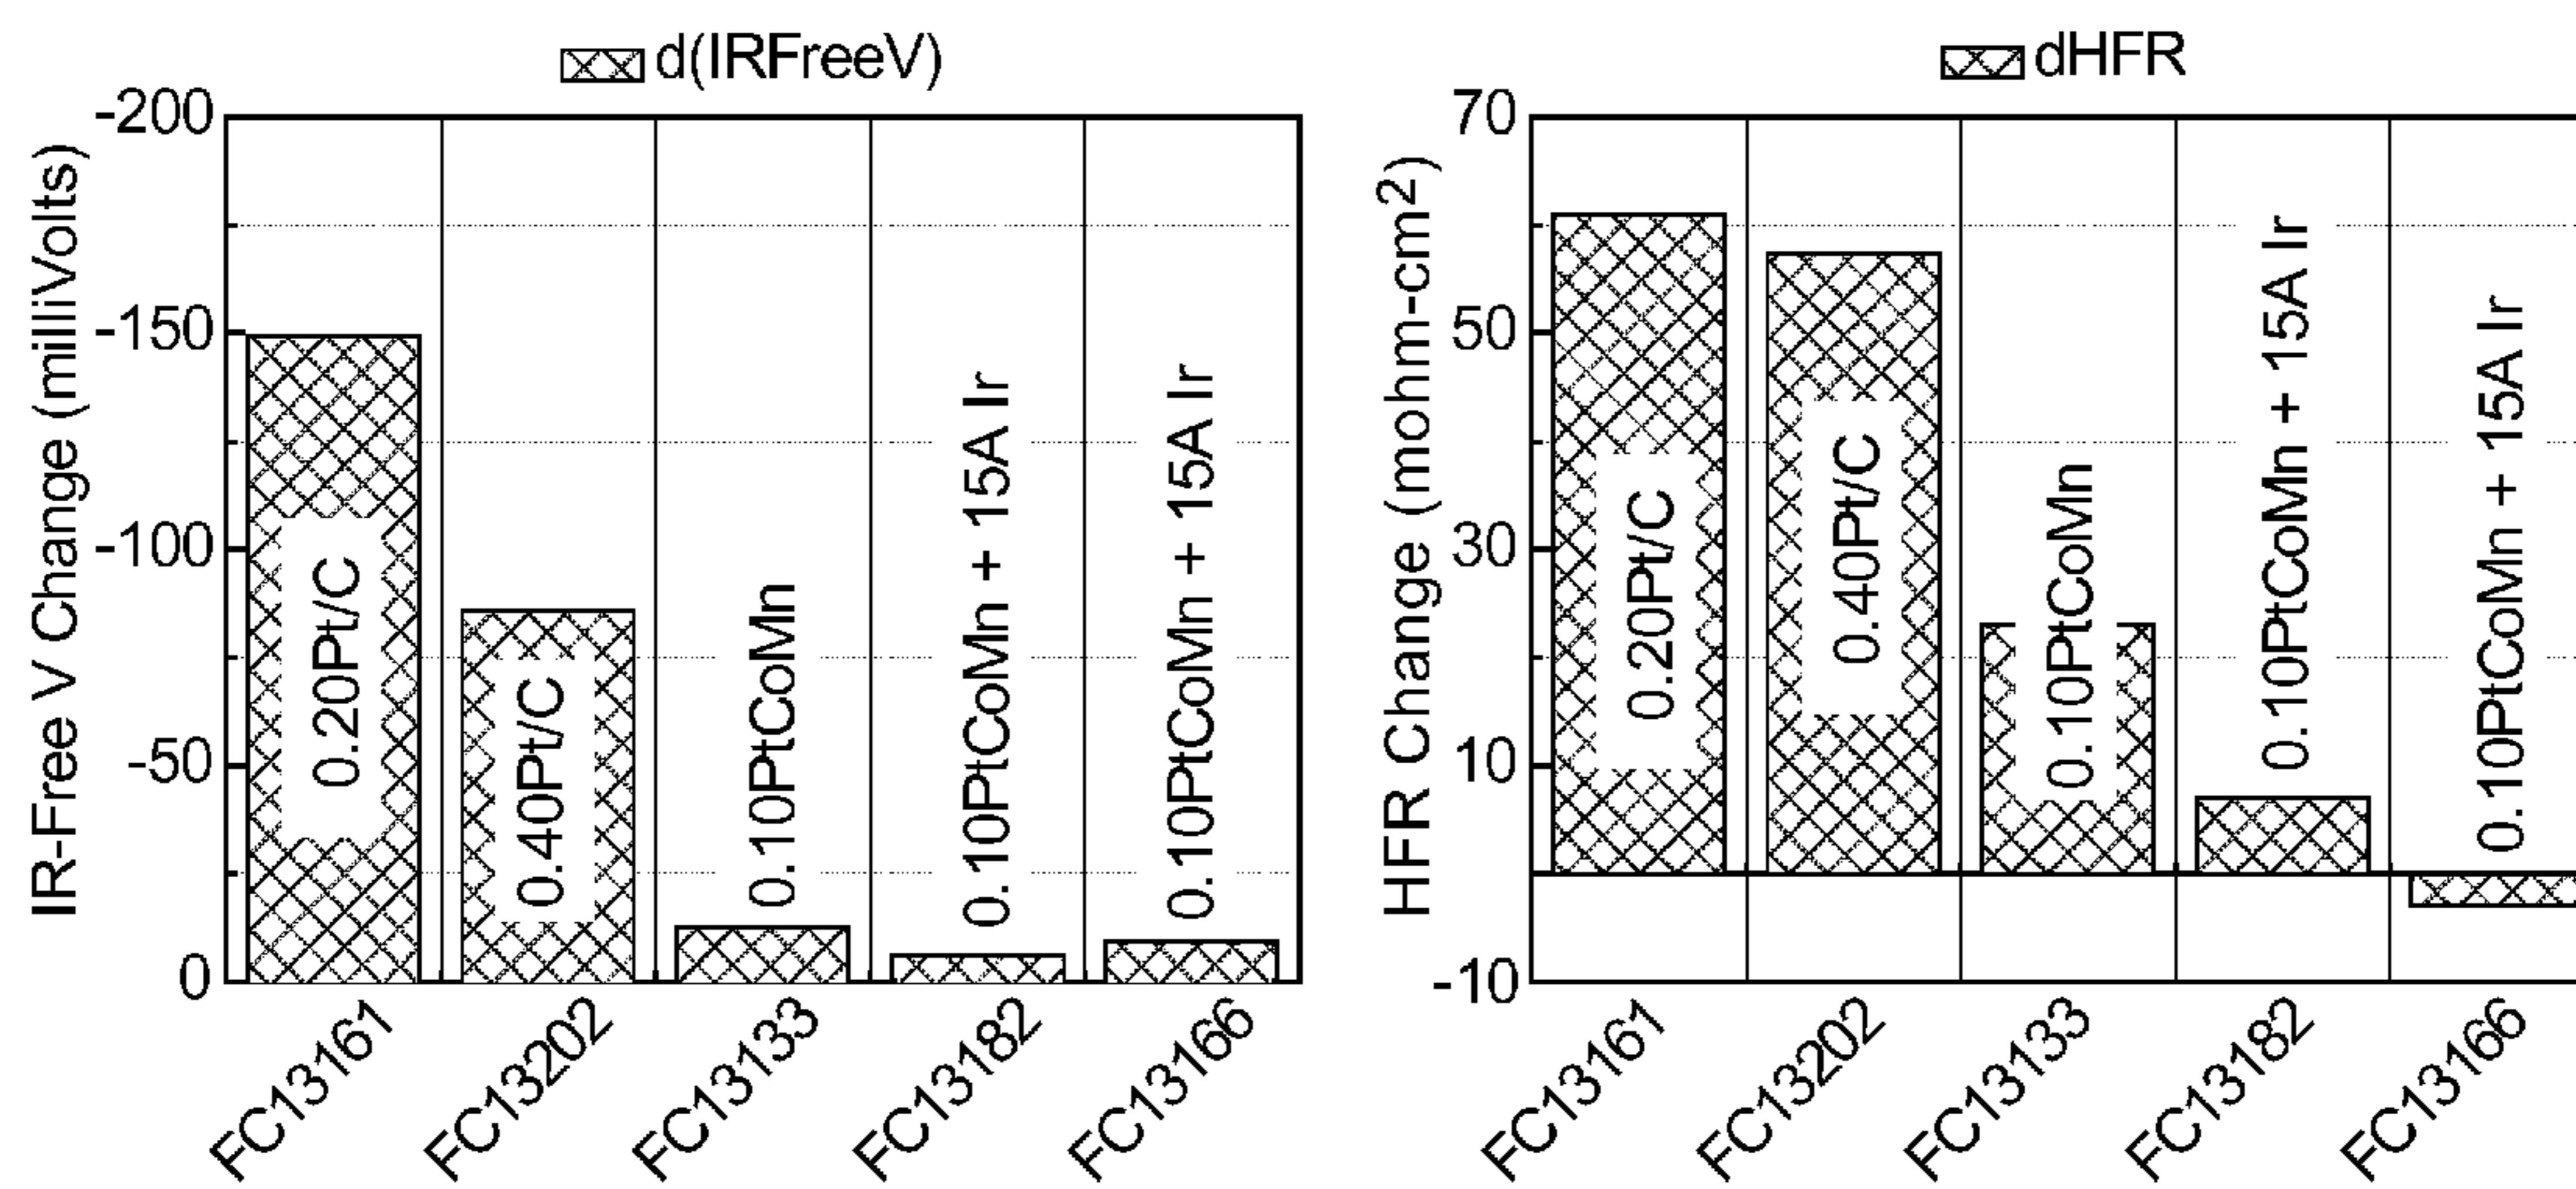 d(IRFreeV)
IR-Free V Change (milliVolts)
-200
-150
-100
-50
0
0.20Pt/C
0.40Pt/C
0.10PtCoMn
0.10PtCoMn + 15A Ir
0.10PtCoMn + 15A Ir
FC13161
FC13202
FC13133
FC13182
FC13166
dHFR
HFR Change (mohm-cm²)
70
50
30
10
-10
0.20Pt/C
0.40Pt/C
0.10PtCoMn
0.10PtCoMn + 15A Ir
0.10PtCoMn + 15A Ir
FC13161
FC13202
FC13133
FC13182
FC13166